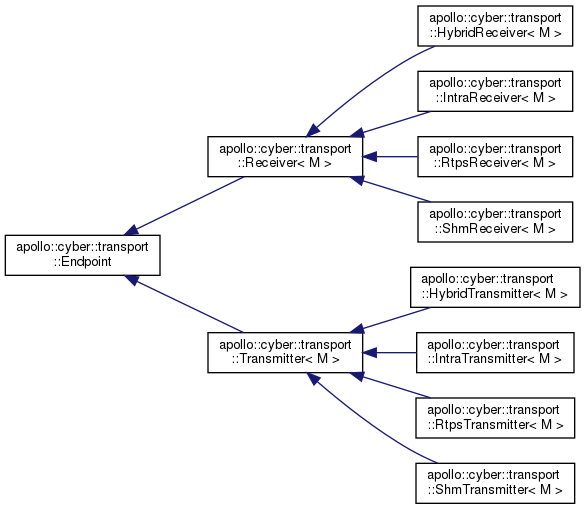 apollo::cyber::transport
::HybridReceiver< M >
apollo::cyber::transport
::IntraReceiver< M >
apollo::cyber::transport
::Receiver< M >
apollo::cyber::transport
::RtpsReceiver< M >
apollo::cyber::transport
::ShmReceiver< M >
apollo::cyber::transport
::Endpoint
apollo::cyber::transport
::HybridTransmitter< M >
apollo::cyber::transport
::Transmitter< M >
apollo::cyber::transport
::IntraTransmitter< M >
apollo::cyber::transport
::RtpsTransmitter< M >
apollo::cyber::transport
::ShmTransmitter< M >